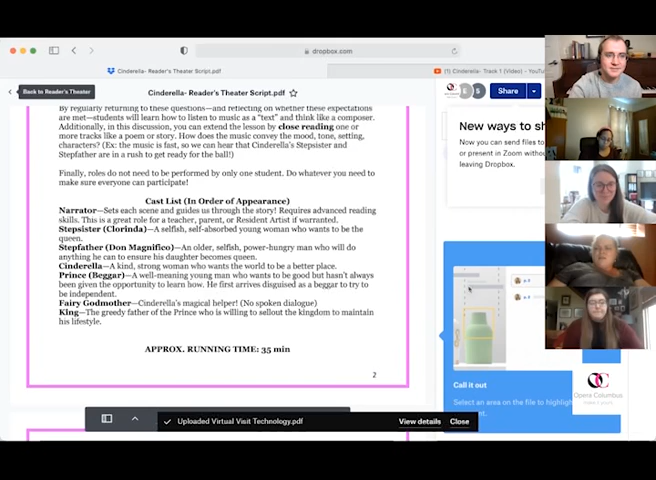 dropbox.com
Cinderella- Reader's Theater Script.pdf
(1) Cinderella- Track 1 (Video) - YouTu
Back to Reader's Theater
Cinderella- Reader's Theater Script.pdf
E
S
Share
By regularly returning to these questions—and reflecting on whether these expectations
are met—students will learn how to listen to music as a "text" and think like a composer.
Additionally, in this discussion, you can extend the lesson by close reading one or
more tracks like a poem or story. How does the music convey the mood, tone, setting,
characters? (Ex: the music is fast, so we can hear that Cinderella's Stepsister and
Stepfather are in a rush to get ready for the ball!)
Finally, roles do not need to be performed by only one student. Do whatever you need to
make sure everyone can participate!
Cast List (In Order of Appearance)
Narrator—Sets each scene and guides us through the story! Requires advanced reading
skills. This is a great role for a teacher, parent, or Resident Artist if warranted.
Stepsister (Clorinda)—A selfish, self-absorbed young woman who wants to be the
queen.
Stepfather (Don Magnifico)—An older, selfish, power-hungry man who will do
anything he can to ensure his daughter becomes queen.
Cinderella—A kind, strong woman who wants the world to be a better place.
Prince (Beggar)—A well-meaning young man who wants to be good but hasn't always
been given the opportunity to learn how. He first arrives disguised as a beggar to try to
be independent.
Fairy Godmother—Cinderella's magical helper! (No spoken dialogue)
King—The greedy father of the Prince who is willing to sellout the kingdom to maintain
his lifestyle.
APPROX. RUNNING TIME: 35 min
2
New ways to sh
Now you can send files to
or present in Zoom witho
leaving Dropbox.
Call it out
Select an area on the file to highligh
Opera Columbus
Uploaded Virtual Visit Technology.pdf
View details
Close